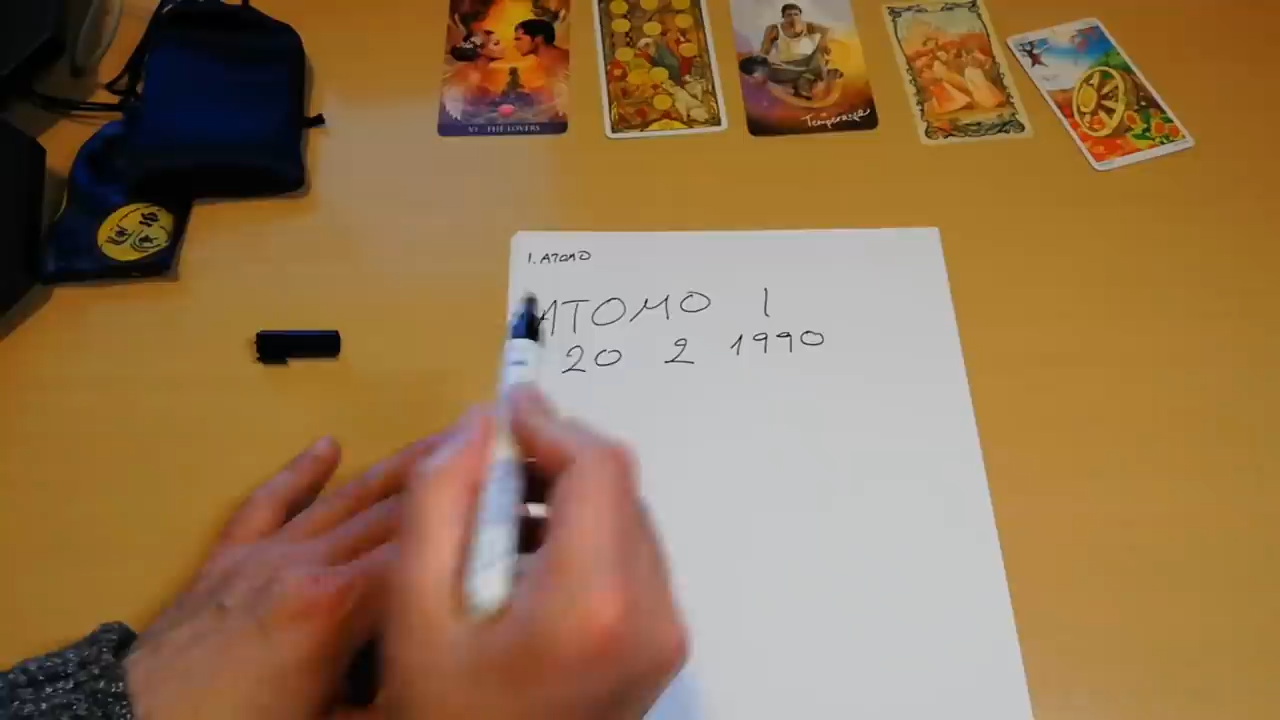 VI THE LOVERS
Temperance
1. ATOMO
ATOMO 1
20 2 1990